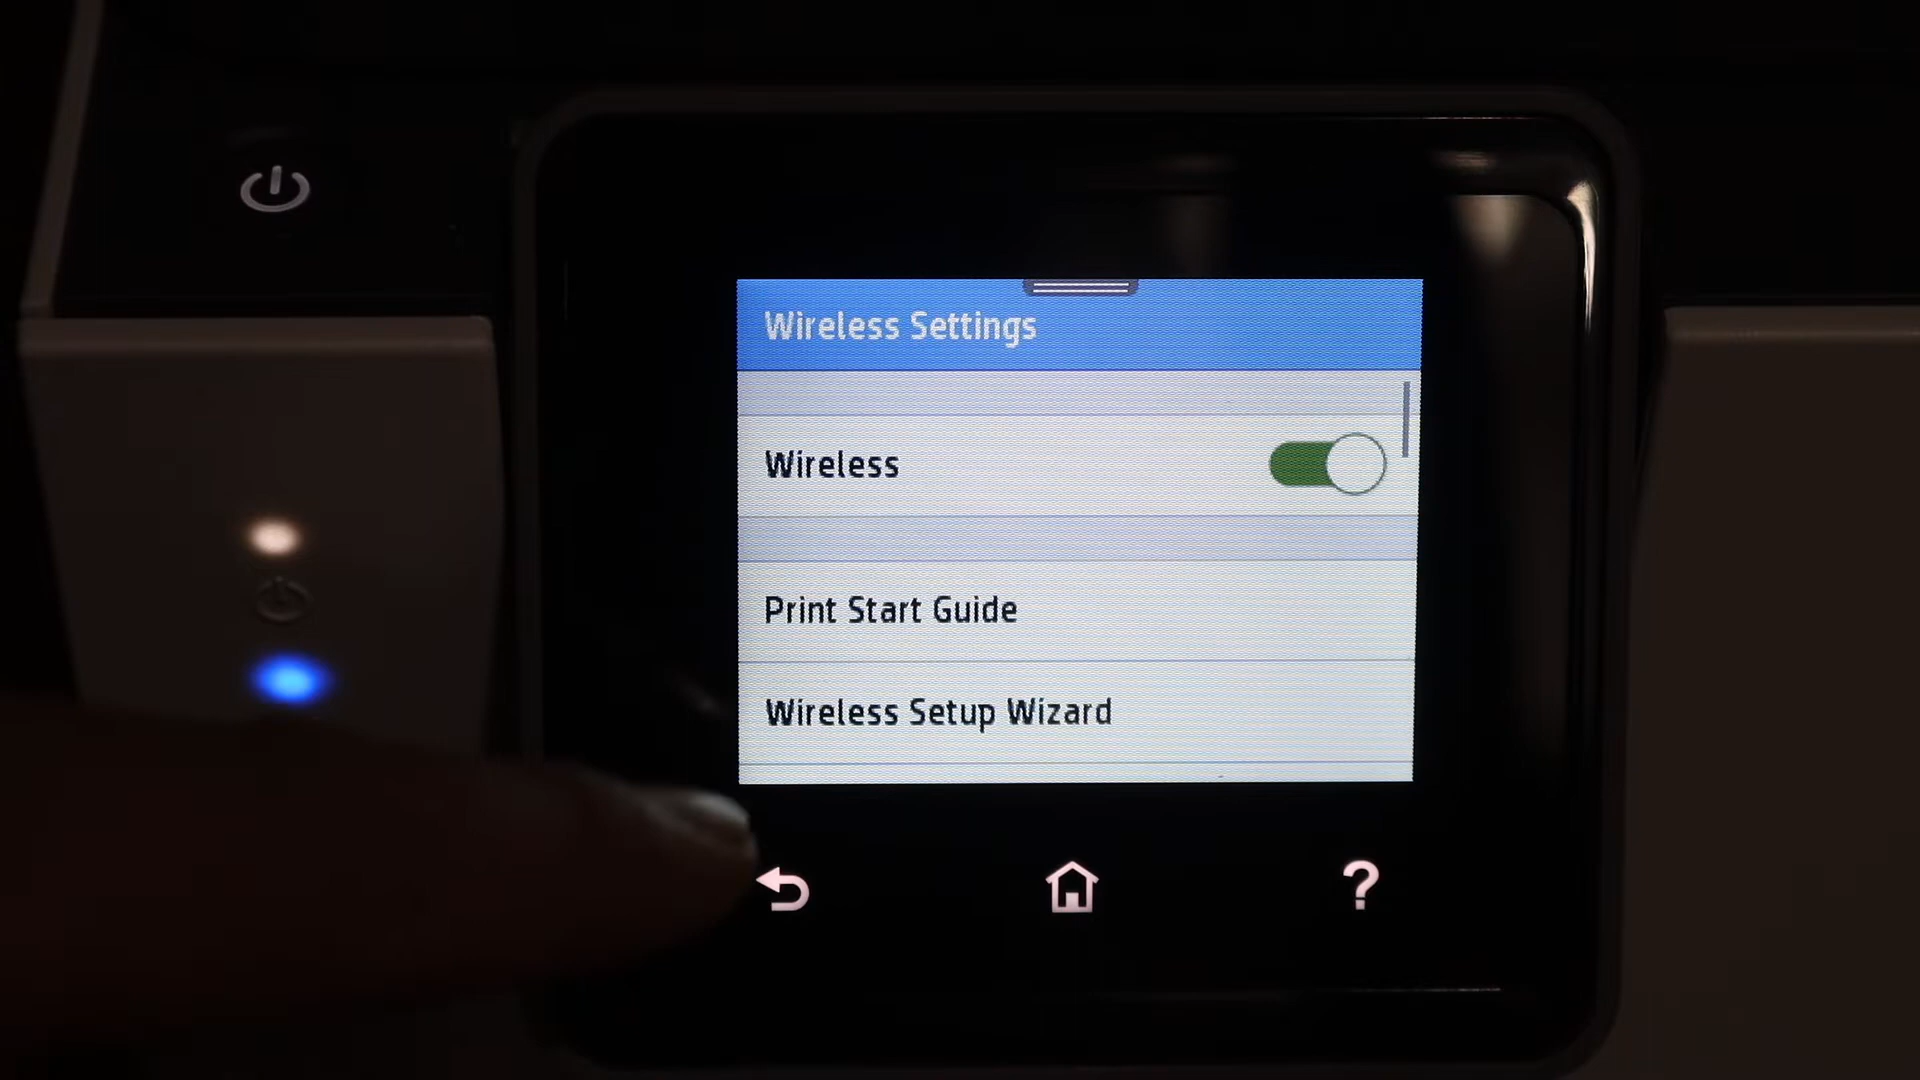 Wireless Settings
Wireless
Print Start Guide
Wireless Setup Wizard
?